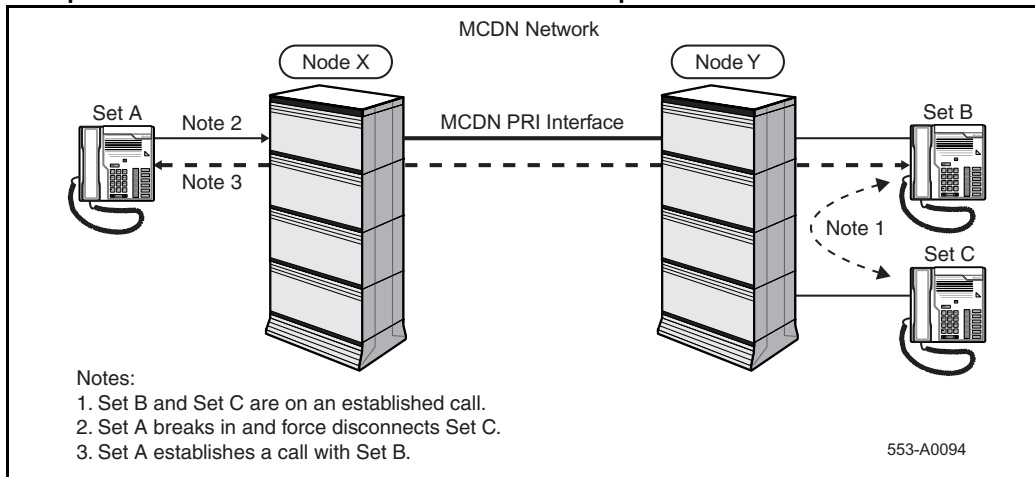 MCDN Network
Node X
Node Y
Set A
Note 2
MCDN PRI Interface
Set B
Note 3
Note 1
Set C
Notes:
1. Set B and Set C are on an established call.
2. Set A breaks in and force disconnects Set C.
3. Set A establishes a call with Set B.
553-A0094